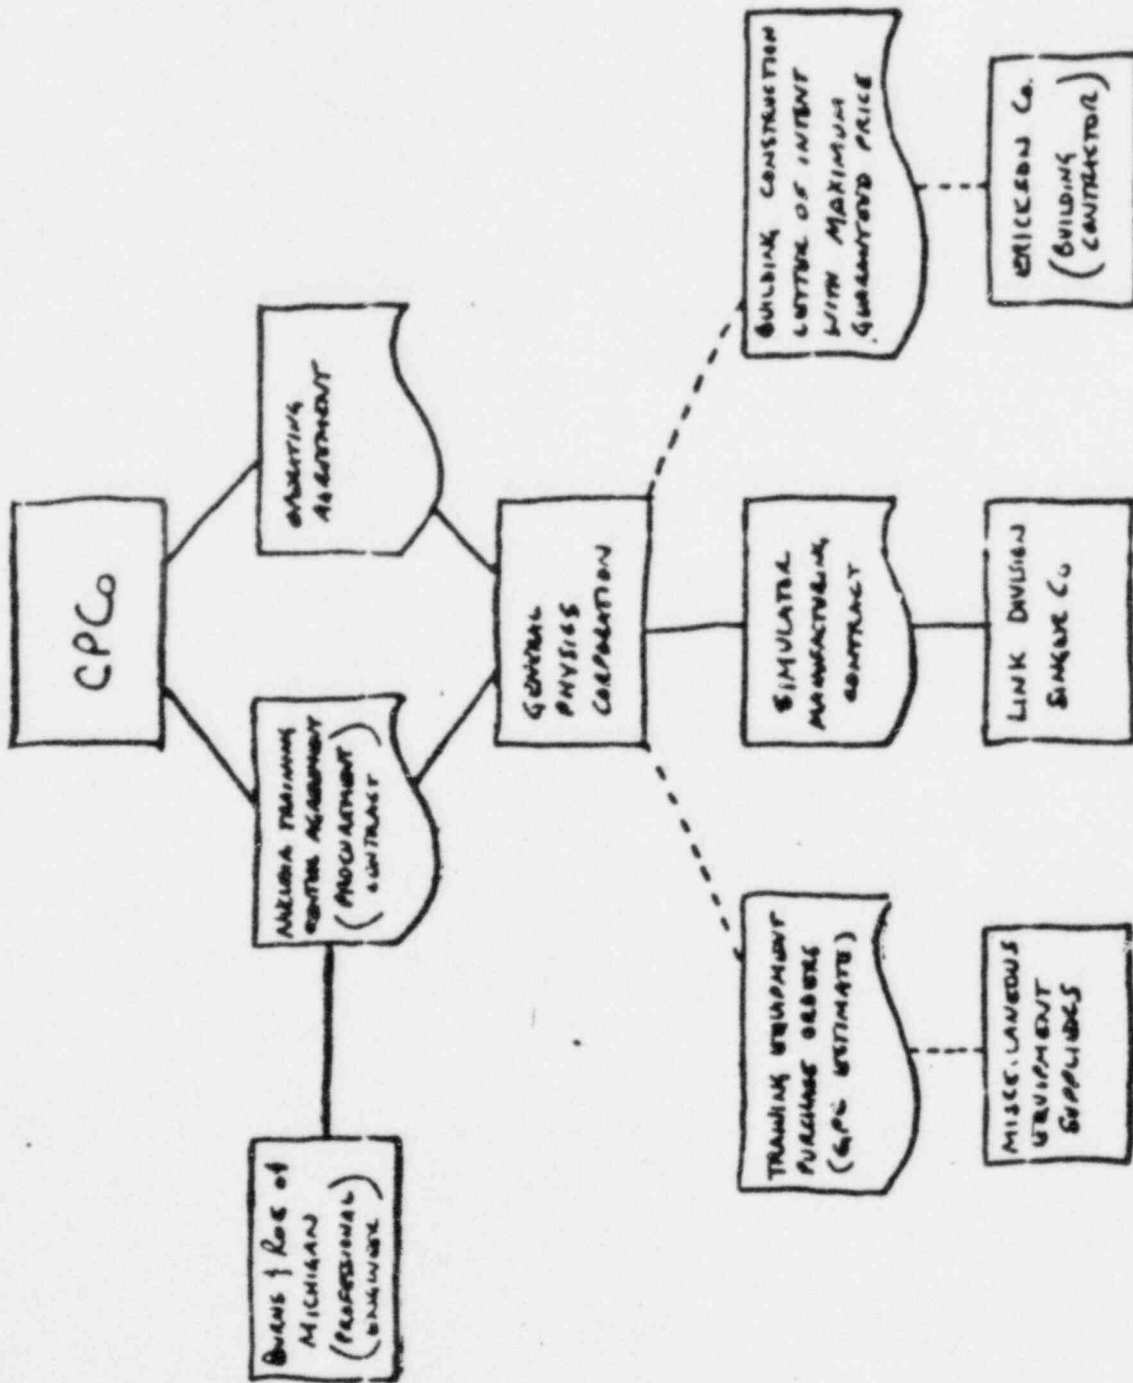 CPCo
OPERATING
AGREEMENT
NUCLEAR TRAINING
CENTER AGREEMENT
(PROCUREMENT
CONTRACT)
BURNS & ROE of
MICHIGAN
(PROFESSIONAL
ENGINEER)
GENERAL
PHYSICS
CORPORATION
BUILDING CONSTRUCTION
LETTER OF INTENT
WITH MAXIMUM
GUARANTEED PRICE
SIMULATOR
MANUFACTURING
CONTRACT
TRAINING EQUIPMENT
PURCHASE ORDERS
(GPC ESTIMATE)
ERICKSON Co.
(BUILDING
CONTRACTOR)
LINK DIVISION
SINGER Co
MISCELLANEOUS
EQUIPMENT
SUPPLIERS